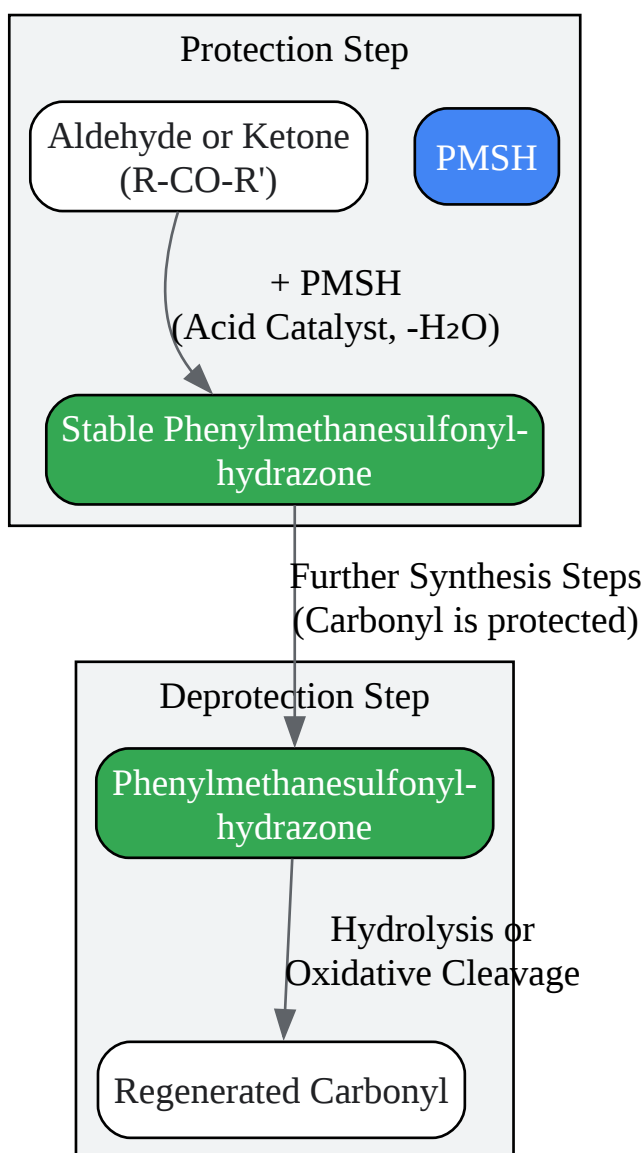 Protection Step
Aldehyde or Ketone
(R-CO-R')
PMSH
+ PMSH
(Acid Catalyst, -H₂O)
Stable Phenylmethanesulfonyl-
hydrazone
Further Synthesis Steps
(Carbonyl is protected)
Deprotection Step
Phenylmethanesulfonyl-
hydrazone
Hydrolysis or
Oxidative Cleavage
Regenerated Carbonyl